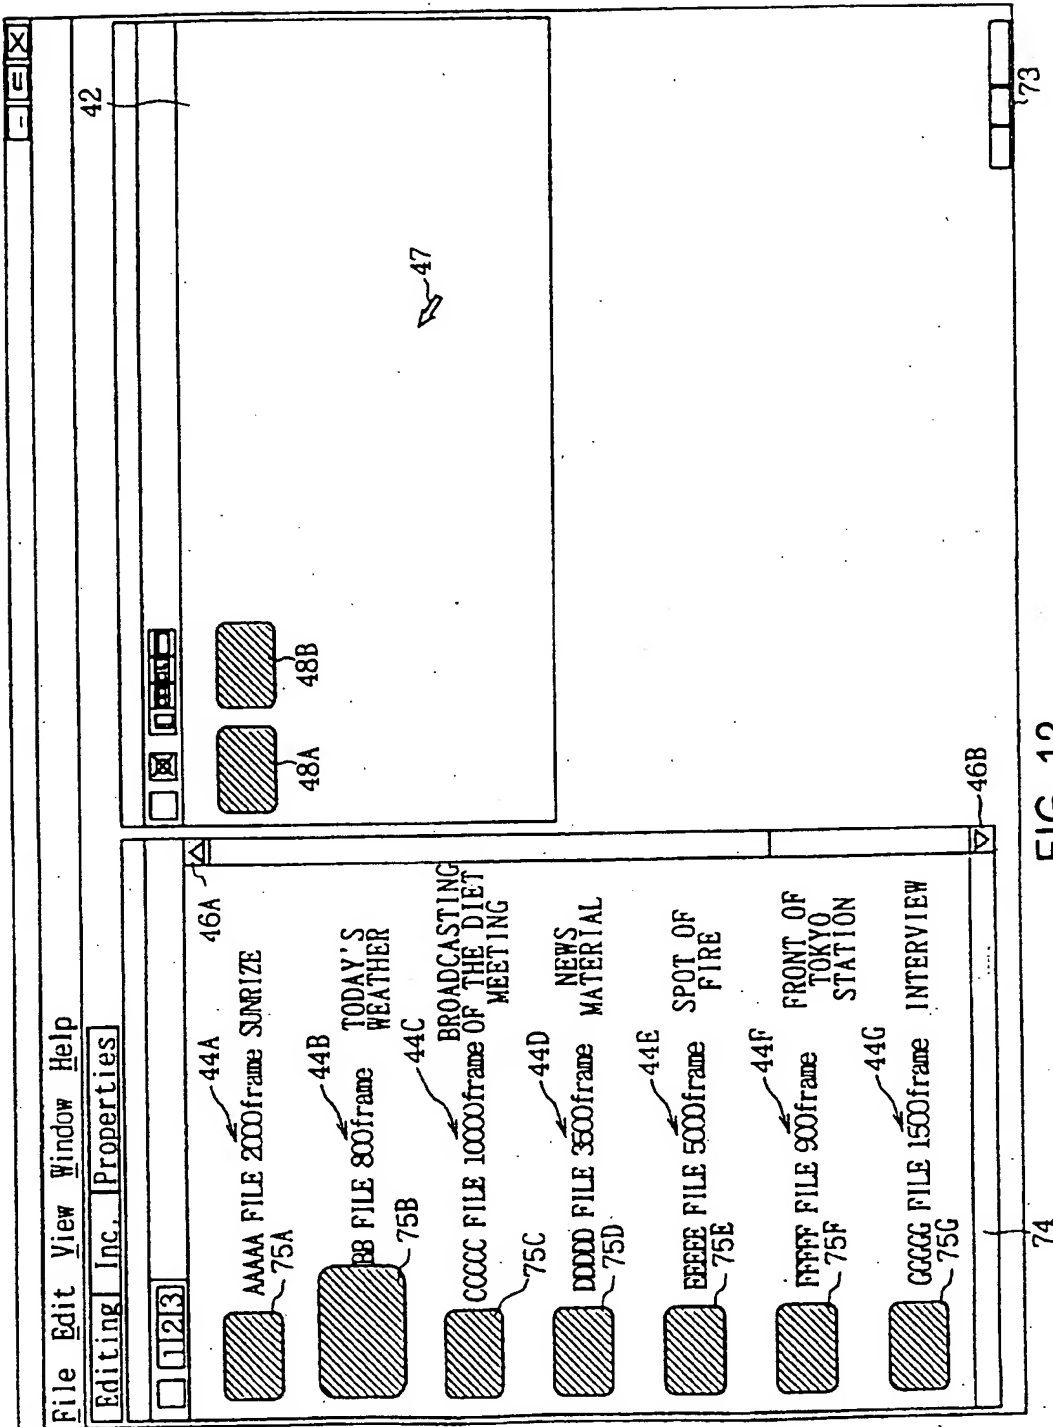 File Edit View Window Help
Editing Inc, Properties
1 2 3
42
46A
44A
AAAAA FILE 2000frame SUNRIZE
75A
44B
BB FILE 800frame TODAY'S
WEATHER
75B
44C
CCCCC FILE 10000frame BROADCASTING
OF THE DIET
MEETING
75C
44D
DDDDD FILE 3500frame NEWS
MATERIAL
75D
44E
EEEEE FILE 5000frame SPOT OF
FIRE
75E
44F
FFFFF FILE 900frame FRONT OF
TOKYO
STATION
75F
44G
GGGGG FILE 1500frame INTERVIEW
75G
46B
74
48A
48B
47
73
FIG.